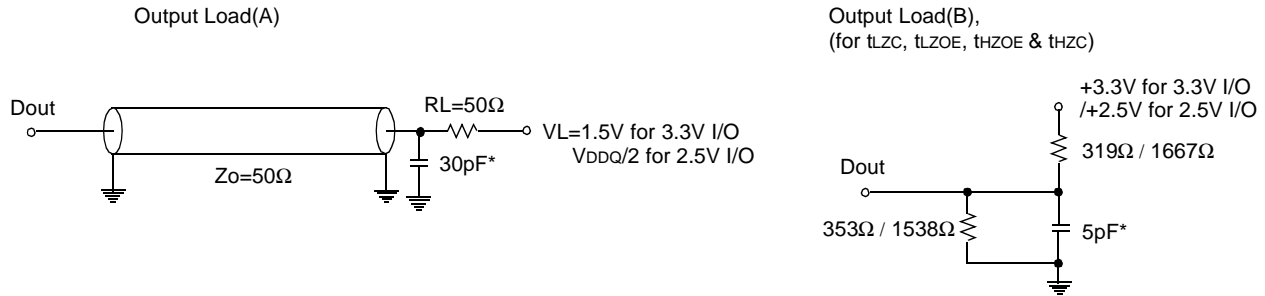 Output Load(A)
Dout
Zo=50Ω
RL=50Ω
30pF*
VL=1.5V for 3.3V I/O
VDDQ/2 for 2.5V I/O
Output Load(B),
(for tLZC, tLZOE, tHZOE & tHZC)
+3.3V for 3.3V I/O
/+2.5V for 2.5V I/O
319Ω / 1667Ω
Dout
353Ω / 1538Ω
5pF*